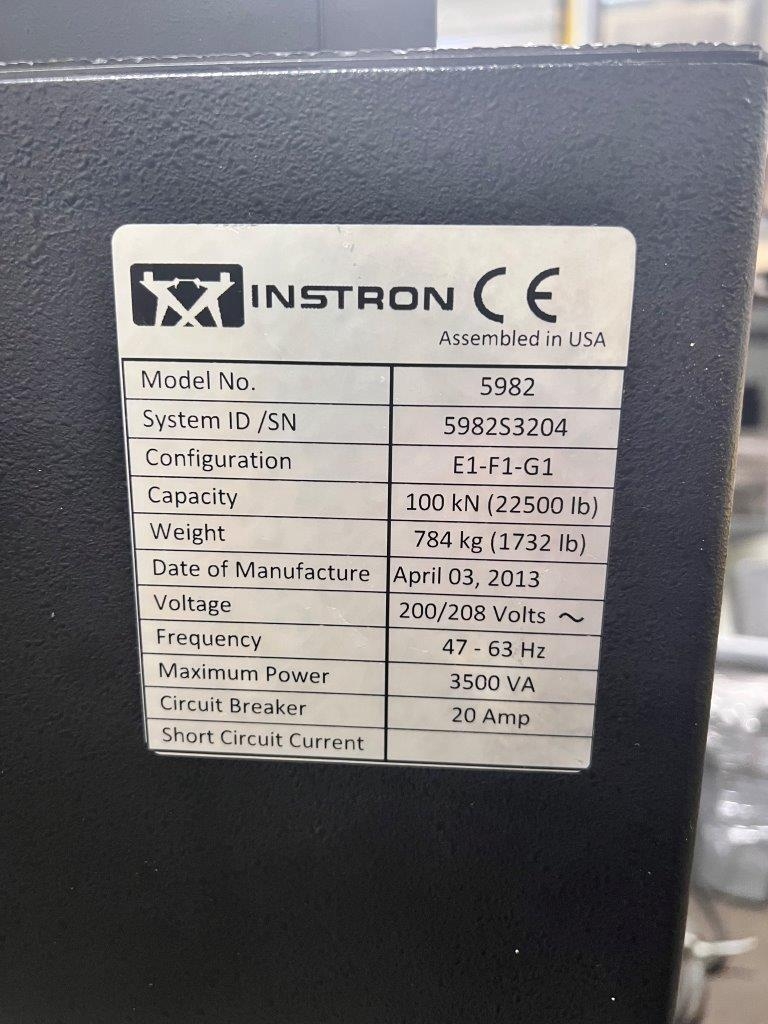 INSTRON CE
Assembled in USA
Model No. 5982
System ID /SN 5982S3204
Configuration E1-F1-G1
Capacity 100 kN (22500 lb)
Weight 784 kg (1732 lb)
Date of Manufacture April 03, 2013
Voltage 200/208 Volts ~
Frequency 47 - 63 Hz
Maximum Power 3500 VA
Circuit Breaker 20 Amp
Short Circuit Current